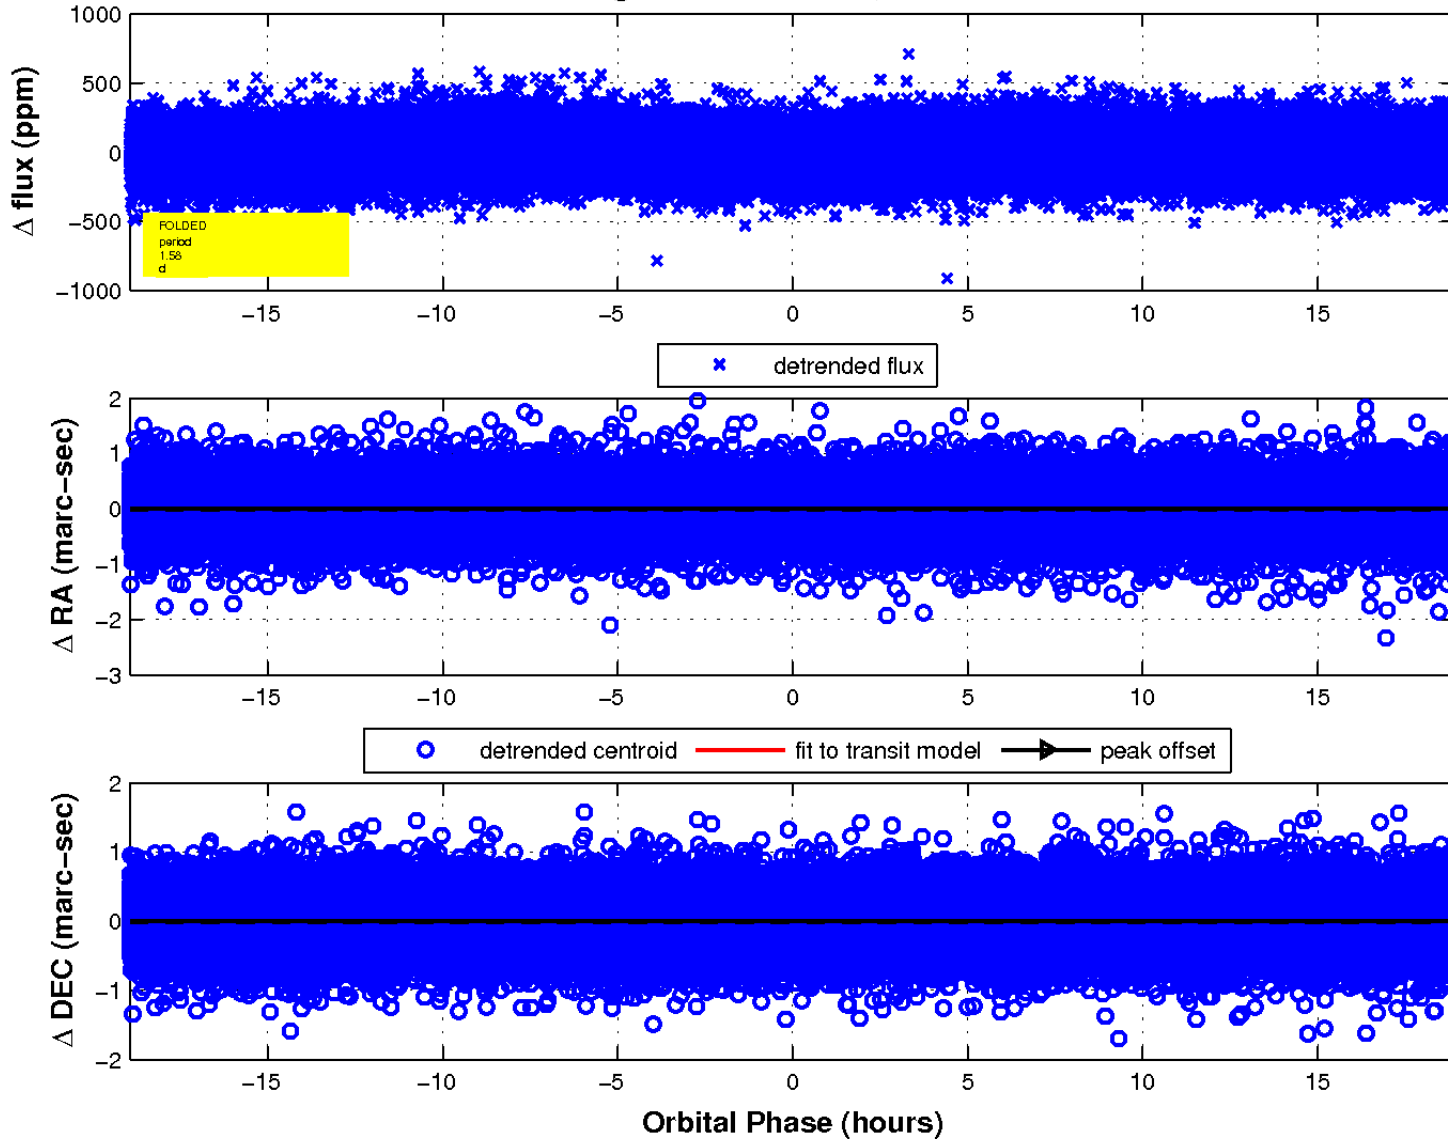 1000
500
0
−500
−1000
Δ flux (ppm)
FOLDED
period
1.58
d
−15 −10 −5 0 5 10 15
detrended flux
2
1
0
−1
−2
−3
Δ RA (marc−sec)
−15 −10 −5 0 5 10 15
detrended centroid fit to transit model peak offset
2
1
0
−1
−2
Δ DEC (marc−sec)
−15 −10 −5 0 5 10 15
Orbital Phase (hours)